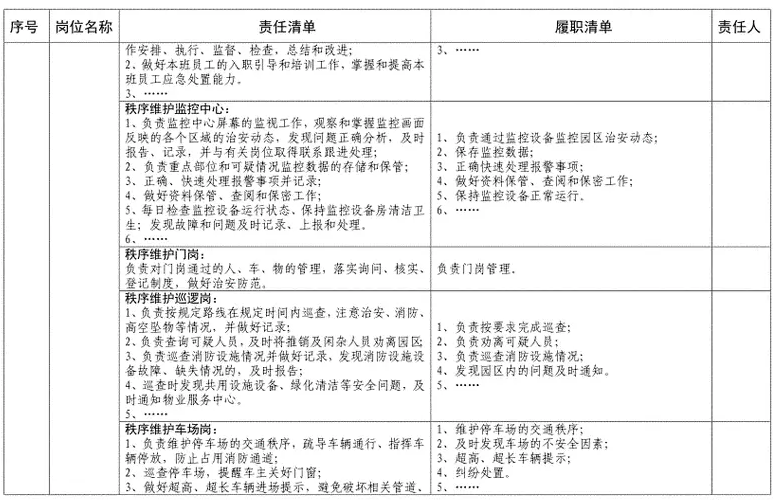 序号 岗位名称 责任清单 履职清单 责任人
作安排、执行、监督、检查，总结和改进；
2、做好本班员工的入职引导和培训工作，掌握和提高本
班员工应急处置能力。
3、……
3、……
秩序维护监控中心：
1、负责监控中心屏幕的监视工作，观察和掌握监控画面
反映的各个区域的治安动态，发现问题正确分析，及时
报告、记录，并与有关岗位取得联系跟进处理；
2、负责重点部位和可疑情况监控数据的存储和保管；
3、正确、快速处理报警事项并记录；
4、做好资料保管、查阅和保密工作；
5、每日检查监控设备运行状态、保持监控设备房清洁卫
生；发现故障和问题及时记录、上报和处理。
6、……
1、负责通过监控设备监控园区治安动态；
2、保存监控数据；
3、正确快速处理报警事项；
4、做好资料保管、查阅和保密工作；
5、保持监控设备正常运行。
6、……
秩序维护门岗：
负责对门岗通过的人、车、物的管理，落实询问、核实、
登记制度，做好治安防范。
负责门岗管理。
秩序维护巡逻岗：
1、负责按规定路线在规定时间内巡查，注意治安、消防、
高空坠物等情况，并做好记录；
2、负责查询可疑人员，及时将推销及闲杂人员劝离园区；
3、负责巡查消防设施情况并做好记录，发现消防设施设
备故障、缺失情况的，及时报告；
4、巡查时发现共用设施设备、绿化清洁等安全问题，及
时通知物业服务中心。
5、……
1、负责按要求完成巡查；
2、负责劝离可疑人员；
3、负责巡查消防设施情况；
4、发现园区内的问题及时通知。
5、……
秩序维护车场岗：
1、负责维护停车场的交通秩序，疏导车辆通行、指挥车
辆停放，防止占用消防通道；
2、巡查停车场，提醒车主关好门窗；
3、做好超高、超长车辆进场提示，避免破坏相关管道、
1、维护停车场的交通秩序；
2、及时发现车场的不安全因素；
3、超高、超长车辆提示；
4、纠纷处置。
5、……